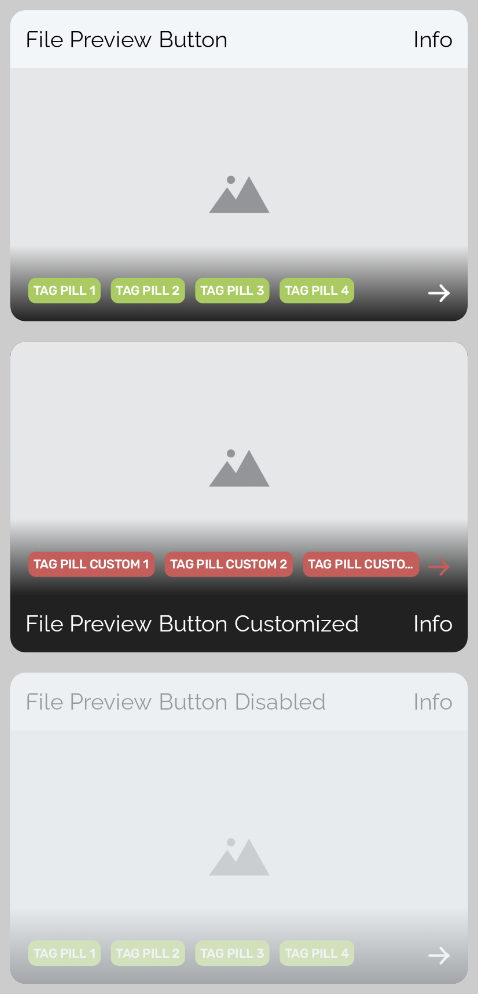 File Preview Button Info
TAG PILL 1 TAG PILL 2 TAG PILL 3 TAG PILL 4
TAG PILL CUSTOM 1 TAG PILL CUSTOM 2 TAG PILL CUSTO...
File Preview Button Customized Info
File Preview Button Disabled Info
TAG PILL 1 TAG PILL 2 TAG PILL 3 TAG PILL 4